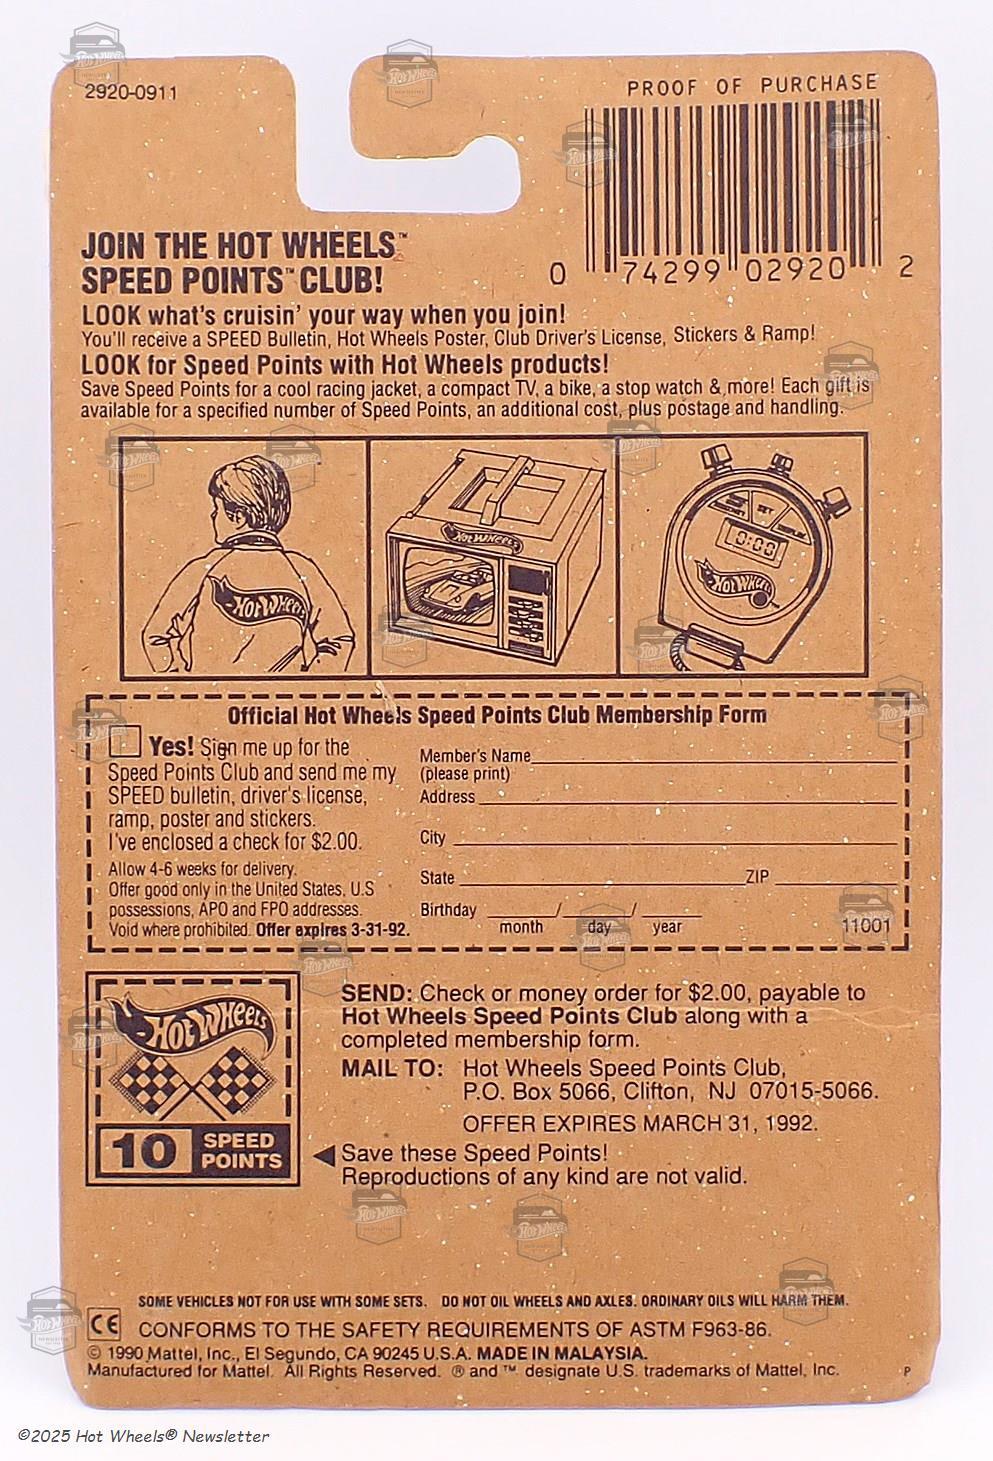 2920-0911
PROOF OF PURCHASE
0 74299 02920 2
JOIN THE HOT WHEELS™
SPEED POINTS™ CLUB!
LOOK what's cruisin' your way when you join!
You'll receive a SPEED Bulletin, Hot Wheels Poster, Club Driver's License, Stickers & Ramp!
LOOK for Speed Points with Hot Wheels products!
Save Speed Points for a cool racing jacket, a compact TV, a bike, a stop watch & more! Each gift is
available for a specified number of Speed Points, an additional cost, plus postage and handling.
Hot Wheels
Hot Wheels
SET
0:00
Hot Wheels
Official Hot Wheels Speed Points Club Membership Form
Yes! Sign me up for the
Speed Points Club and send me my
SPEED bulletin, driver's license,
ramp, poster and stickers.
I've enclosed a check for $2.00.
Allow 4-6 weeks for delivery.
Offer good only in the United States, U.S
possessions, APO and FPO addresses.
Void where prohibited. Offer expires 3-31-92.
Member's Name
(please print)
Address
City
State ZIP
Birthday / /
month day year
11001
Hot Wheels
10 SPEED
POINTS
SEND: Check or money order for $2.00, payable to
Hot Wheels Speed Points Club along with a
completed membership form.
MAIL TO: Hot Wheels Speed Points Club,
P.O. Box 5066, Clifton, NJ 07015-5066.
OFFER EXPIRES MARCH 31, 1992.
Save these Speed Points!
Reproductions of any kind are not valid.
SOME VEHICLES NOT FOR USE WITH SOME SETS. DO NOT OIL WHEELS AND AXLES. ORDINARY OILS WILL HARM THEM.
CE CONFORMS TO THE SAFETY REQUIREMENTS OF ASTM F963-86.
© 1990 Mattel, Inc., El Segundo, CA 90245 U.S.A. MADE IN MALAYSIA.
Manufactured for Mattel. All Rights Reserved. ® and ™ designate U.S. trademarks of Mattel, Inc. P
©2025 Hot Wheels® Newsletter